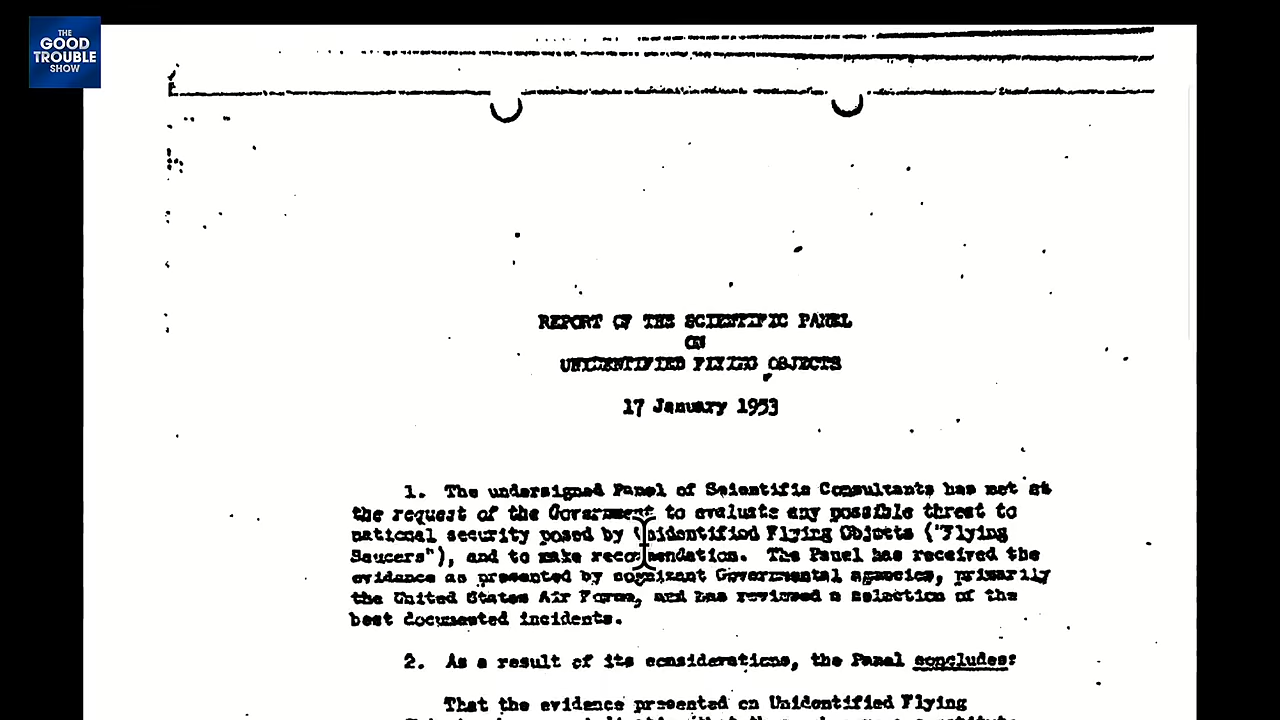 THE
GOOD
TROUBLE
SHOW
REPORT OF THE SCIENTIFIC PANEL
ON
UNIDENTIFIED FLYING OBJECTS
17 January 1953
1. The undersigned Panel of Scientific Consultants has met at
the request of the Government to evaluate any possible threat to
national security posed by Unidentified Flying Objects ("Flying
Saucers"), and to make recommendation. The Panel has received the
evidence as presented by cognizant Governmental agencies, primarily
the United States Air Force, and has reviewed a selection of the
best documented incidents.
2. As a result of its considerations, the Panel concludes:
That the evidence presented on Unidentified Flying